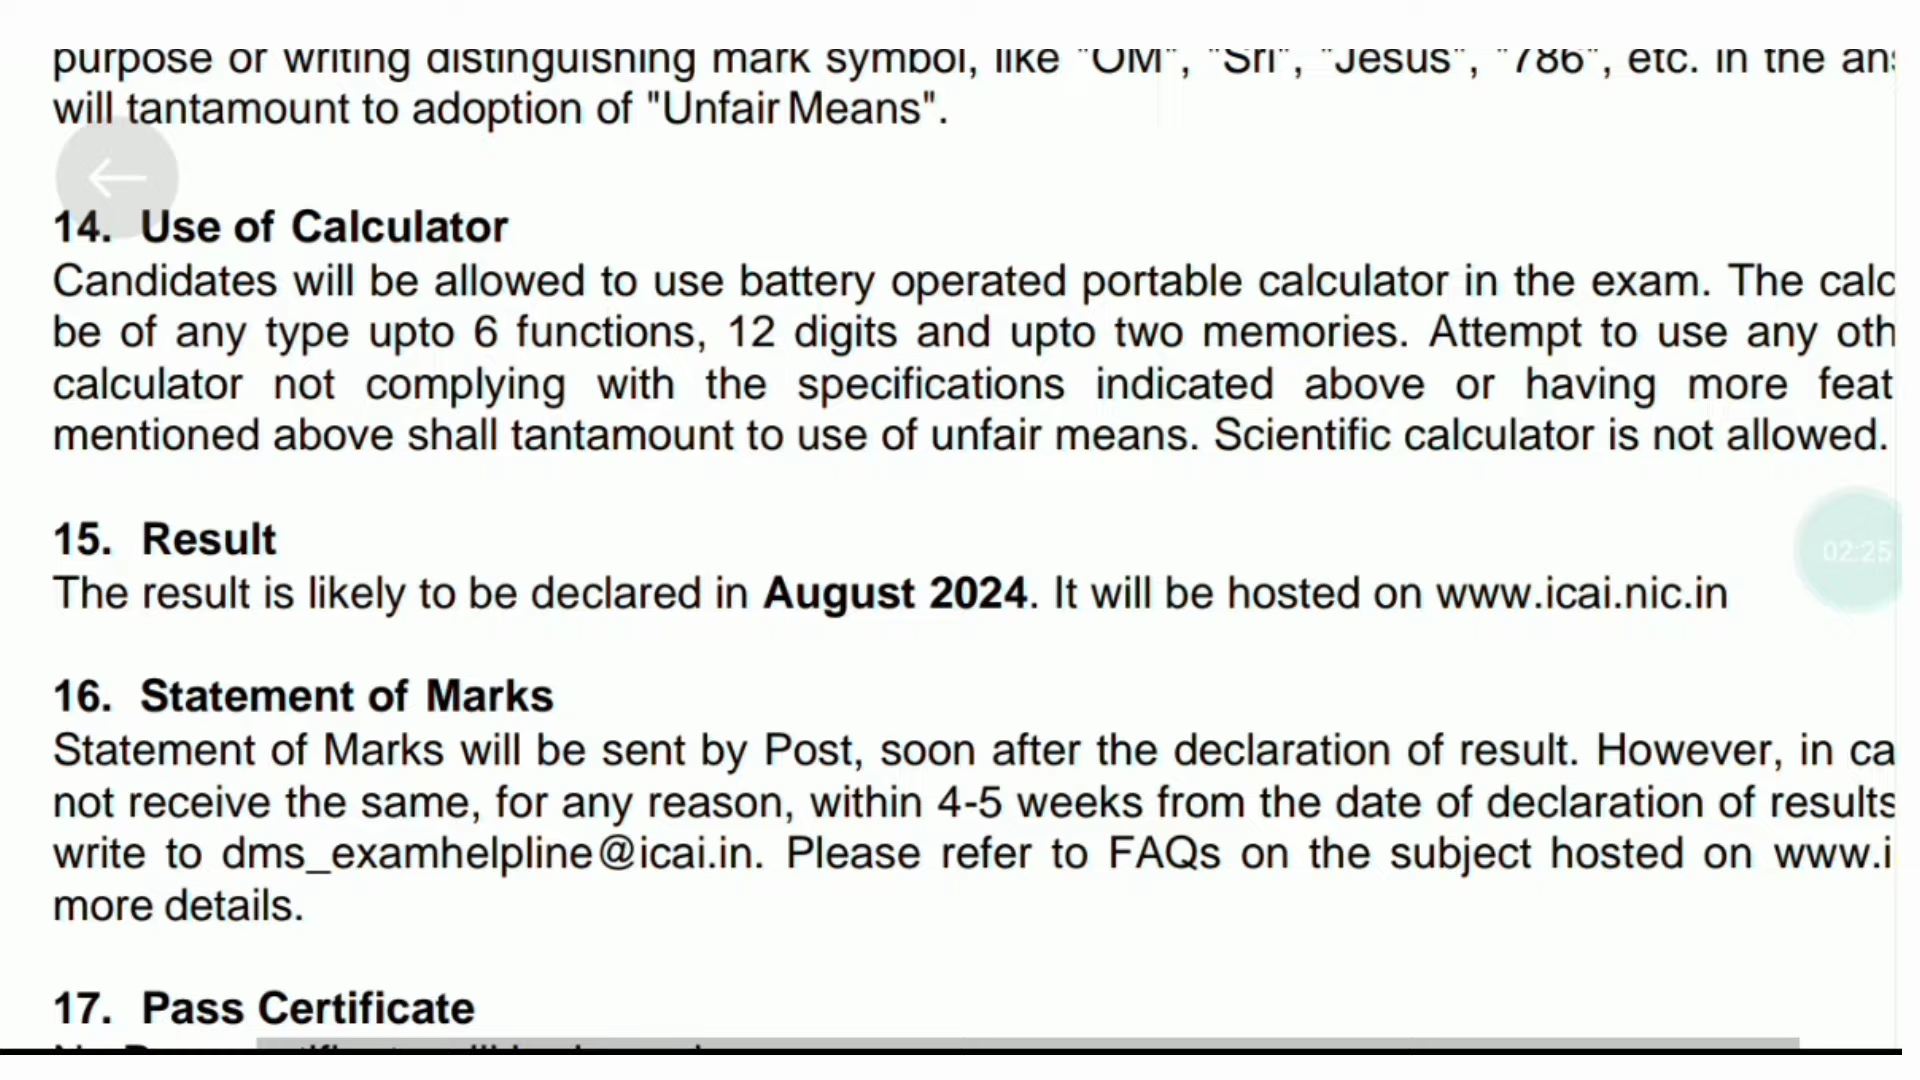 purpose or writing distinguishing mark symbol, like "OM", "Sri", "Jesus", "786", etc. in the
will tantamount to adoption of "Unfair Means".
14. Use of Calculator
Candidates will be allowed to use battery operated portable calculator in the exam. The calc
be of any type upto 6 functions, 12 digits and upto two memories. Attempt to use any oth
calculator not complying with the specifications indicated above or having more feat
mentioned above shall tantamount to use of unfair means. Scientific calculator is not allowed.
02:25
15. Result
The result is likely to be declared in August 2024. It will be hosted on www.icai.nic.in
16. Statement of Marks
Statement of Marks will be sent by Post, soon after the declaration of result. However, in ca
not receive the same, for any reason, within 4-5 weeks from the date of declaration of results
write to dms_examhelpline@icai.in. Please refer to FAQs on the subject hosted on www.i
more details.
17. Pass Certificate